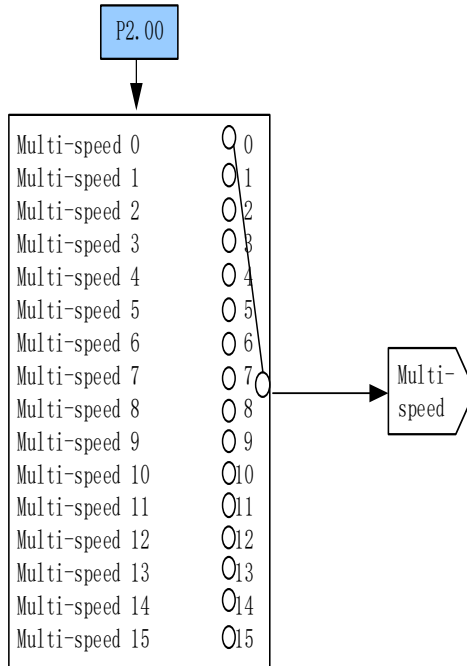 P2.00
Multi-speed 0 0
Multi-speed 1 1
Multi-speed 2 2
Multi-speed 3 3
Multi-speed 4 4
Multi-speed 5 5
Multi-speed 6 6
Multi-speed 7 7
Multi-speed 8 8
Multi-speed 9 9
Multi-speed 10 10
Multi-speed 11 11
Multi-speed 12 12
Multi-speed 13 13
Multi-speed 14 14
Multi-speed 15 15
Multi-
speed